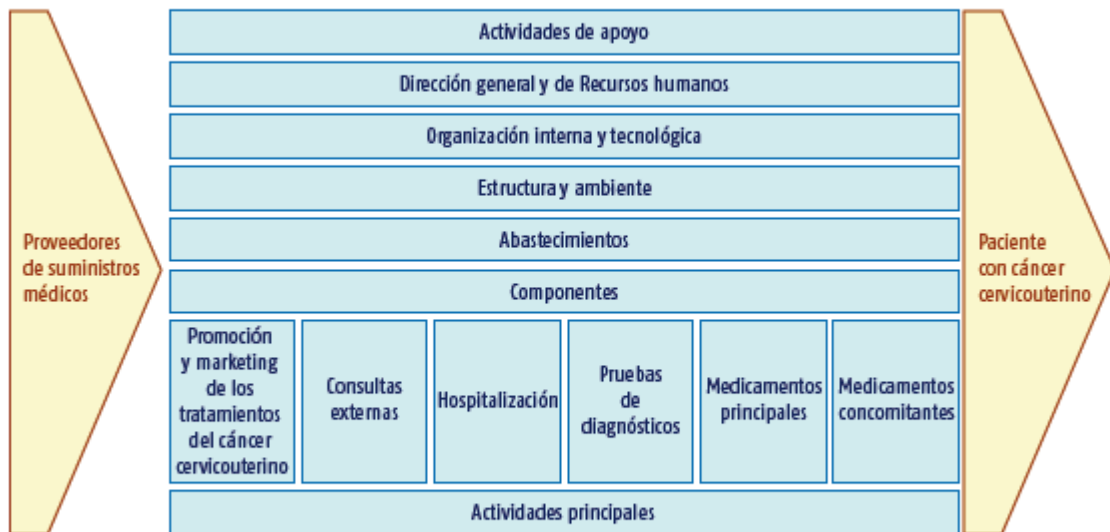 Actividades de apoyo
Dirección general y de Recursos humanos
Organización interna y tecnológica
Estructura y ambiente
Abastecimientos
Componentes
Proveedores
de suministros
médicos
Promoción
y marketing
de los
tratamientos
del cáncer
cervicouterino
Consultas
externas
Hospitalización
Pruebas
de
diagnósticos
Medicamentos
principales
Medicamentos
concomitantes
Actividades principales
Paciente
con cáncer
cervicouterino